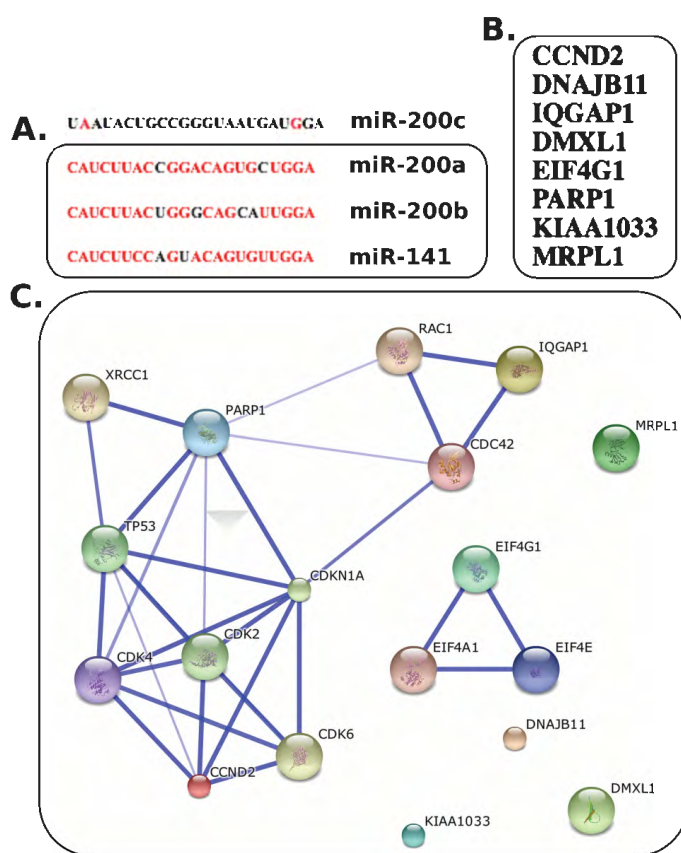 B.
CCND2
DNAJB11
IQGAP1
DMXL1
EIF4G1
PARP1
KIAA1033
MRPL1
A.
UAAUACUGCCGGGUAAUGAUGGA miR-200c
CAUCUUACCGGACAGUGCUGGA miR-200a
CAUCUUACUGGGCAGCAUUGGA miR-200b
CAUCUUCCAGUACAGUGUUGGA miR-141
C.
RAC1
IQGAP1
XRCC1
PARP1
MRPL1
CDC42
TP53
EIF4G1
CDKN1A
CDK2
CDK4
EIF4A1
EIF4E
DNAJB11
CDK6
CCND2
DMXL1
KIAA1033